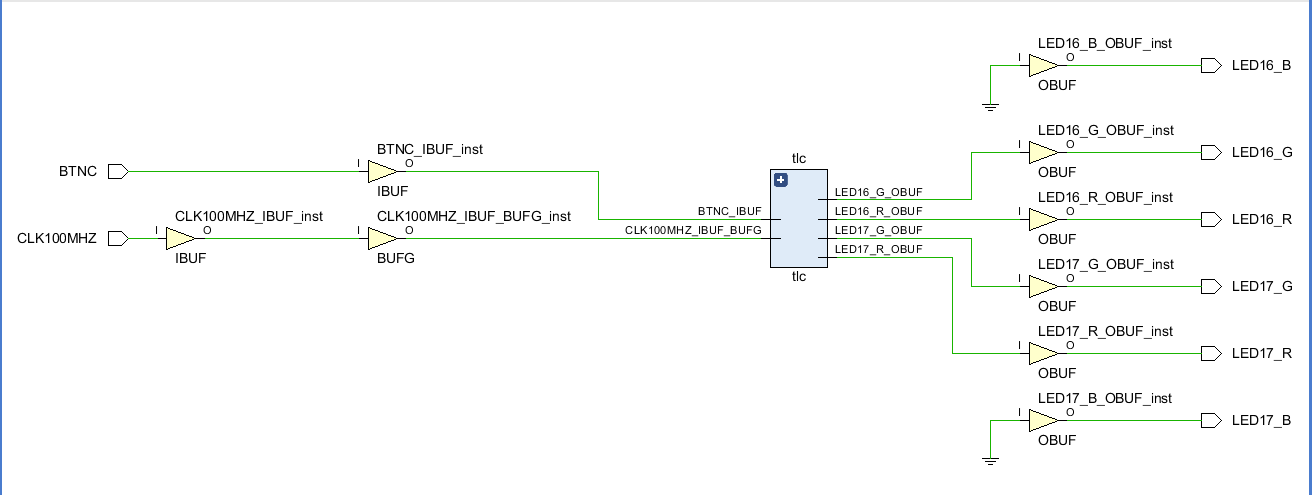 LED16_B_OBUF_inst
I O LED16_B
OBUF
LED16_G_OBUF_inst
I O LED16_G
OBUF
BTNC_IBUF_inst
BTNC I O
IBUF
tlc
LED16_G_OBUF
BTNC_IBUF LED16_R_OBUF
CLK100MHZ_IBUF_BUFG LED17_G_OBUF
LED17_R_OBUF
tlc
CLK100MHZ_IBUF_inst
CLK100MHZ I O
IBUF
CLK100MHZ_IBUF_BUFG_inst
I O
BUFG
LED16_R_OBUF_inst
I O LED16_R
OBUF
LED17_G_OBUF_inst
I O LED17_G
OBUF
LED17_R_OBUF_inst
I O LED17_R
OBUF
LED17_B_OBUF_inst
I O LED17_B
OBUF